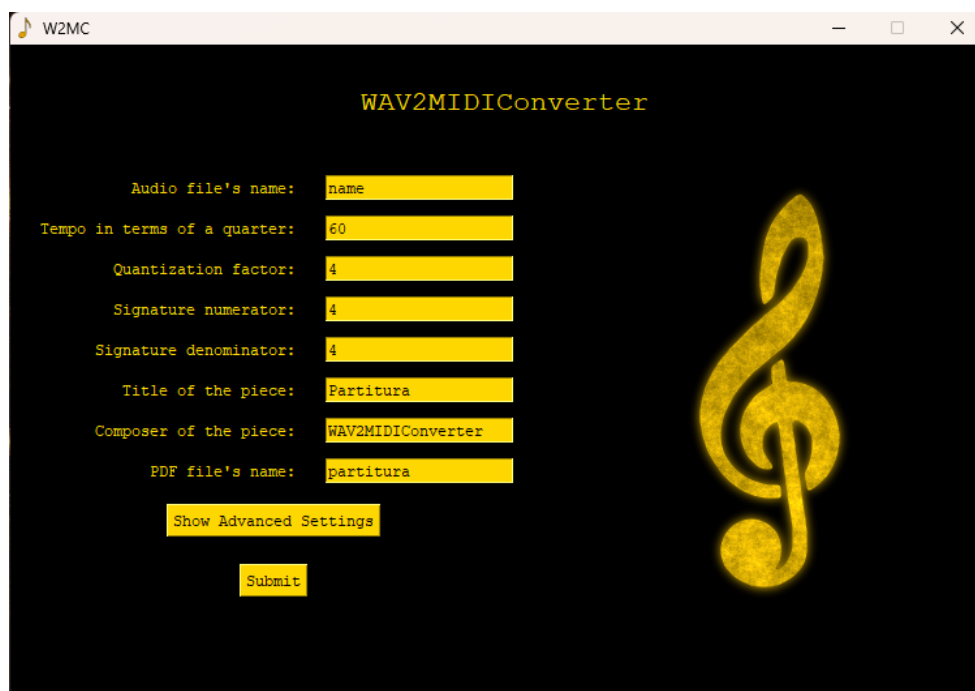 W2MC
WAV2MIDIConverter
Audio file's name: name
Tempo in terms of a quarter: 60
Quantization factor: 4
Signature numerator: 4
Signature denominator: 4
Title of the piece: Partitura
Composer of the piece: WAV2MIDIConverter
PDF file's name: partitura
Show Advanced Settings
Submit